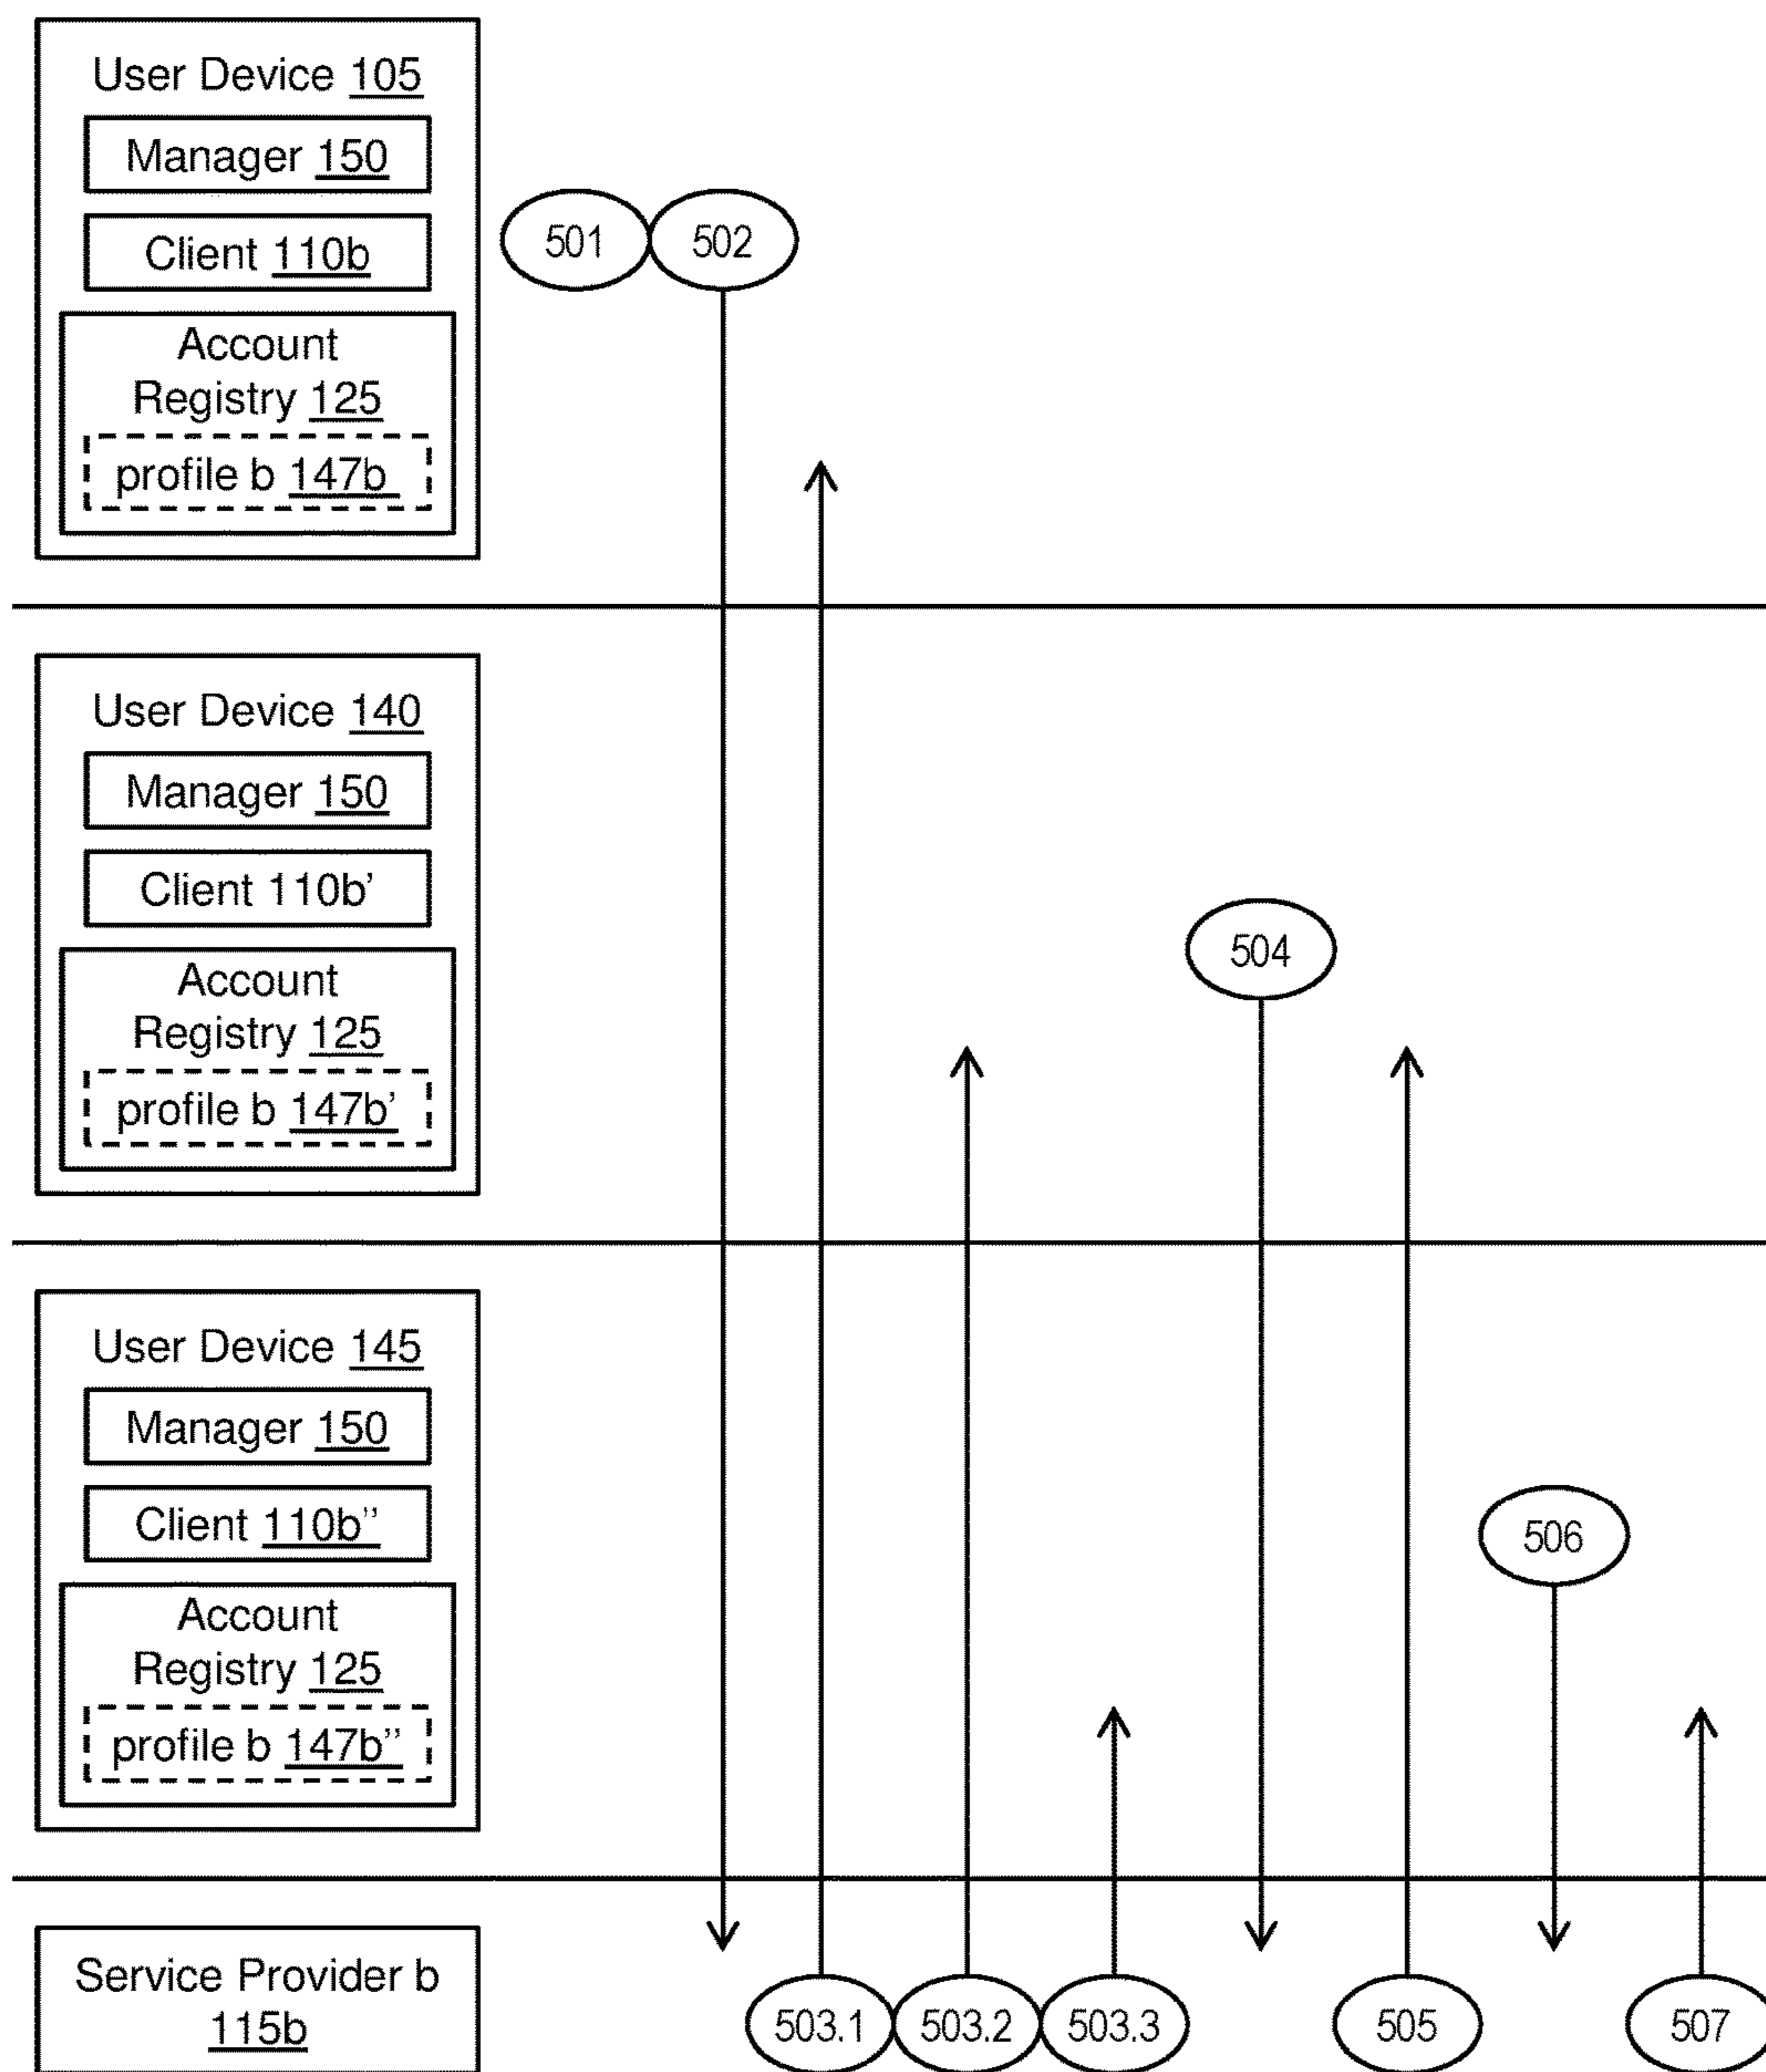 User Device 105
Manager 150
Client 110b
Account
Registry 125
profile b 147b
501
502
User Device 140
Manager 150
Client 110b'
Account
Registry 125
profile b 147b'
504
User Device 145
Manager 150
Client 110b''
Account
Registry 125
profile b 147b''
506
Service Provider b
115b
503.1
503.2
503.3
505
507